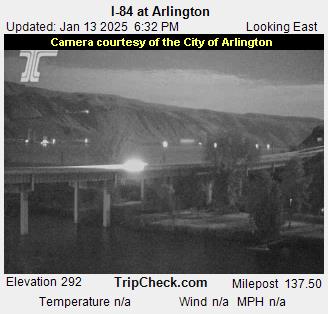 I-84 at Arlington
Updated: Jan 13 2025 6:32 PM Looking East
Camera courtesy of the City of Arlington
Elevation 292 TripCheck.com Milepost 137.50
Temperature n/a Wind n/a MPH n/a